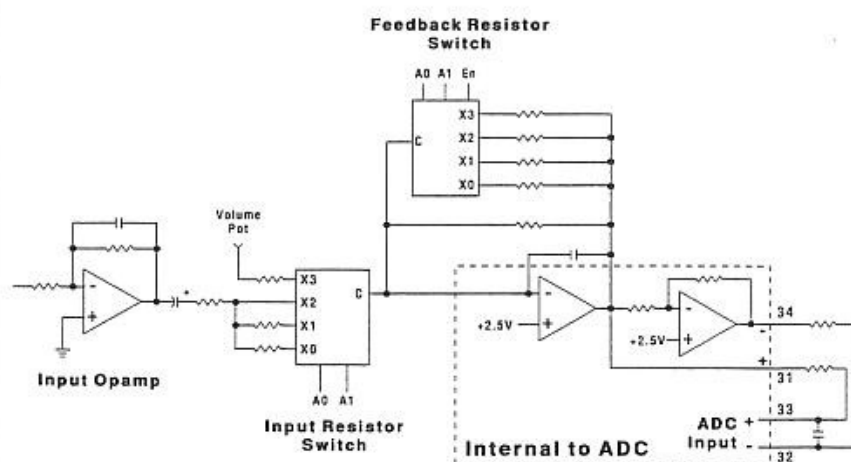 Feedback Resistor
Switch
A0 A1 En
X3
X2
C
X1
X0
Volume
Pot
X3
C
X2
X1
X0
A0 A1
Input Resistor
Switch
Input Opamp
-
+
+
-
+
+2.5V
-
+
+2.5V
34
-
+
31
33
ADC +
Input -
32
Internal to ADC